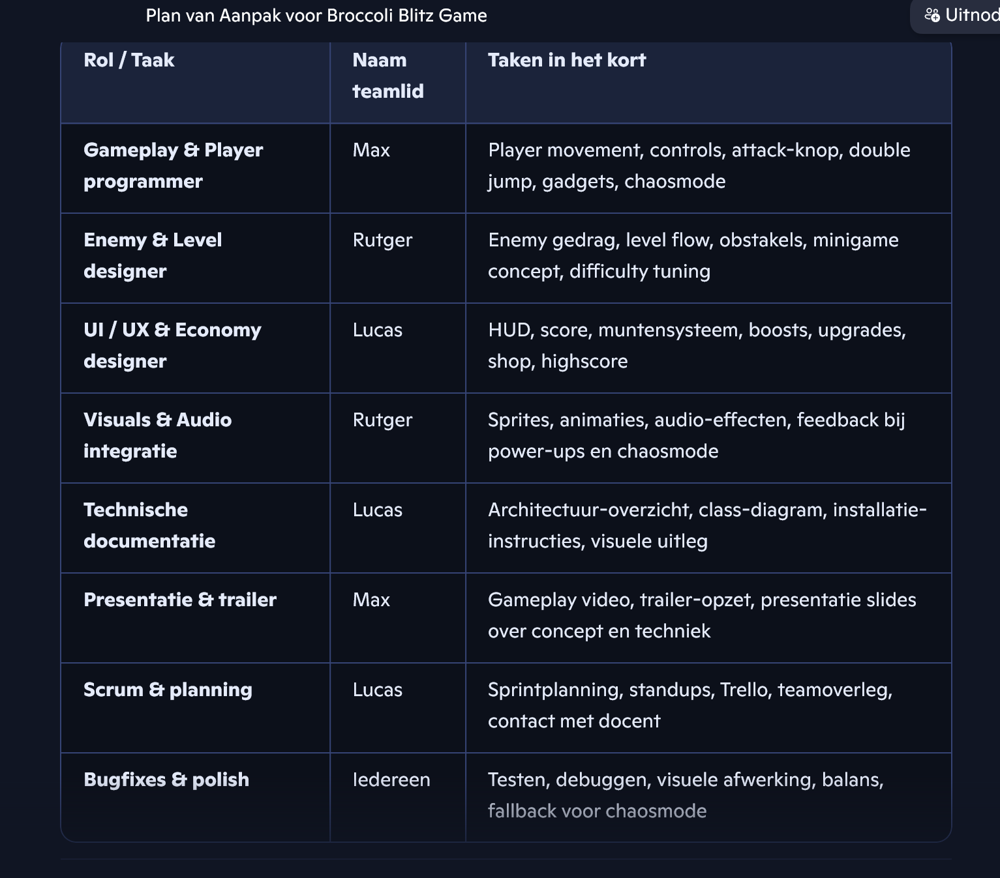 Plan van Aanpak voor Broccoli Blitz Game
Uitnod
Rol / Taak
Naam
teamlid
Taken in het kort
Gameplay & Player
programmer
Max
Player movement, controls, attack-knop, double
jump, gadgets, chaosmode
Enemy & Level
designer
Rutger
Enemy gedrag, level flow, obstakels, minigame
concept, difficulty tuning
UI / UX & Economy
designer
Lucas
HUD, score, muntensysteem, boosts, upgrades,
shop, highscore
Visuals & Audio
integratie
Rutger
Sprites, animaties, audio-effecten, feedback bij
power-ups en chaosmode
Technische
documentatie
Lucas
Architectuur-overzicht, class-diagram, installatie-
instructies, visuele uitleg
Presentatie & trailer
Max
Gameplay video, trailer-opzet, presentatie slides
over concept en techniek
Scrum & planning
Lucas
Sprintplanning, standups, Trello, teamoverleg,
contact met docent
Bugfixes & polish
Iedereen
Testen, debuggen, visuele afwerking, balans,
fallback voor chaosmode